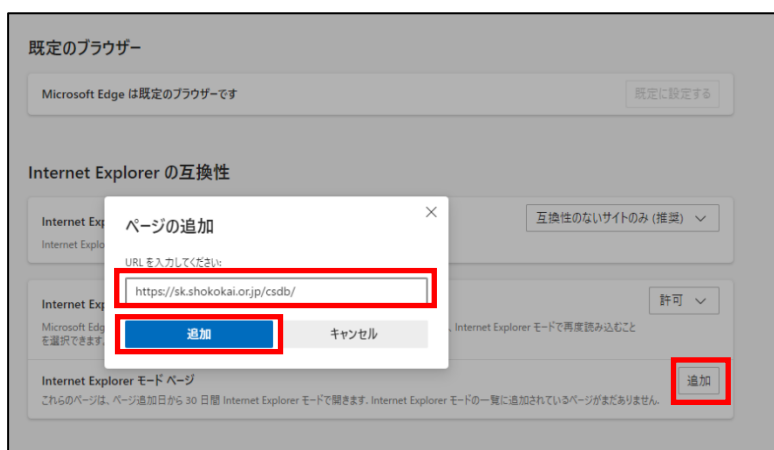 既定のブラウザー
Microsoft Edge は既定のブラウザーです
既定に設定する
Internet Explorer の互換性
Internet Exp
互換性のないサイトのみ (推奨)
Internet Explo
ページの追加
URL を入力してください:
https://sk.shokokai.or.jp/csdb/
追加
キャンセル
Internet Exp
許可
Microsoft Edg
、Internet Explorer モードで再度読み込むこと
を選択できます
Internet Explorer モード ページ
追加
これらのページは、ページ追加日から 30 日間 Internet Explorer モードで開きます. Internet Explorer モードの一覧に追加されているページがまだありません.